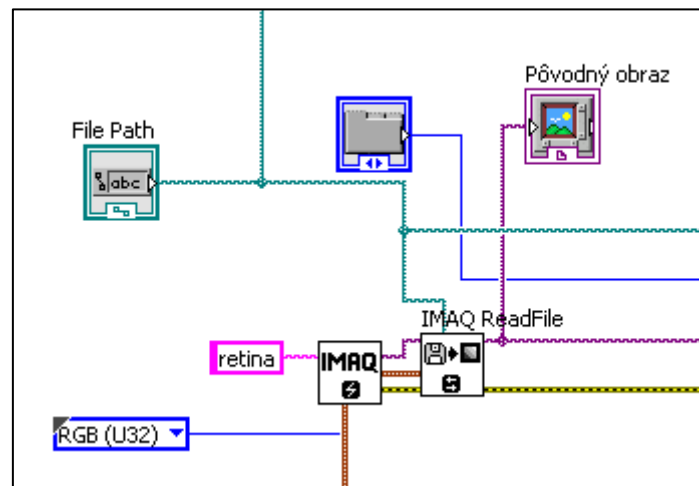 Pôvodný obraz
File Path
abc
IMAQ ReadFile
retina
IMAQ
RGB (U32)